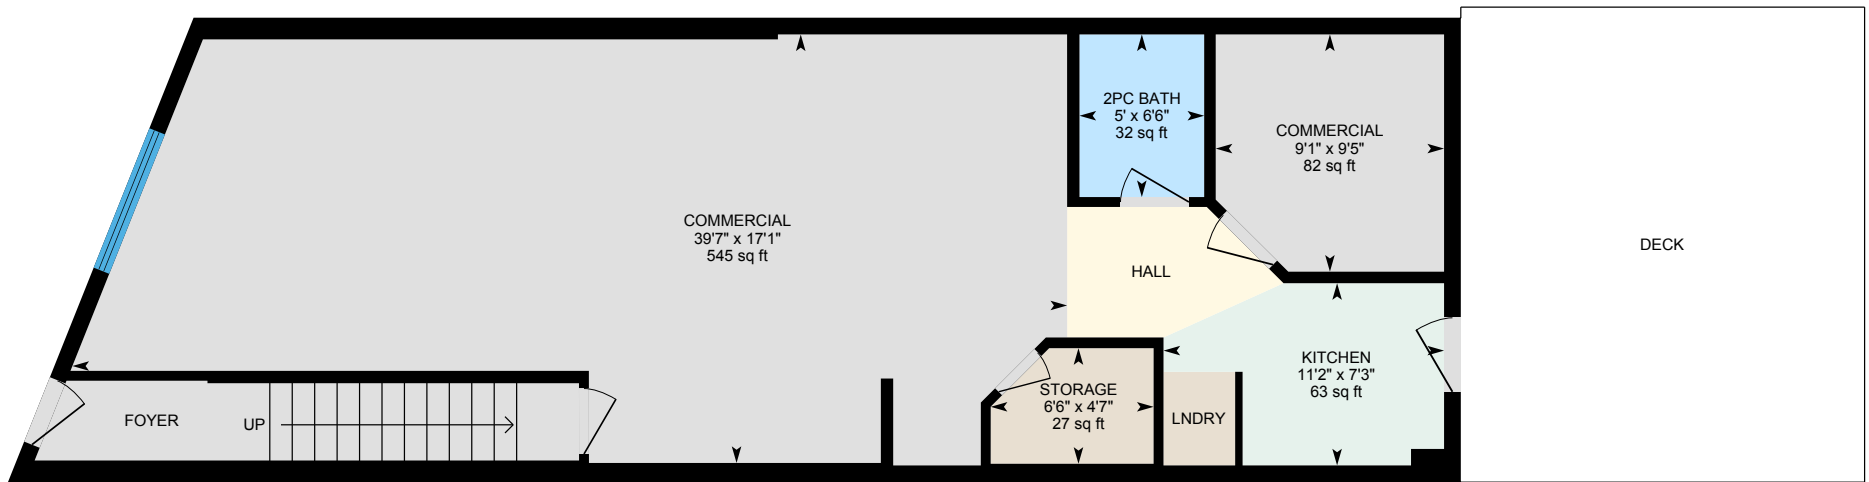 2PC BATH
5' x 6'6"
32 sq ft
COMMERCIAL
9'1" x 9'5"
82 sq ft
COMMERCIAL
39'7" x 17'1"
545 sq ft
DECK
HALL
KITCHEN
11'2" x 7'3"
63 sq ft
STORAGE
6'6" x 4'7"
27 sq ft
LNDRY
FOYER
UP